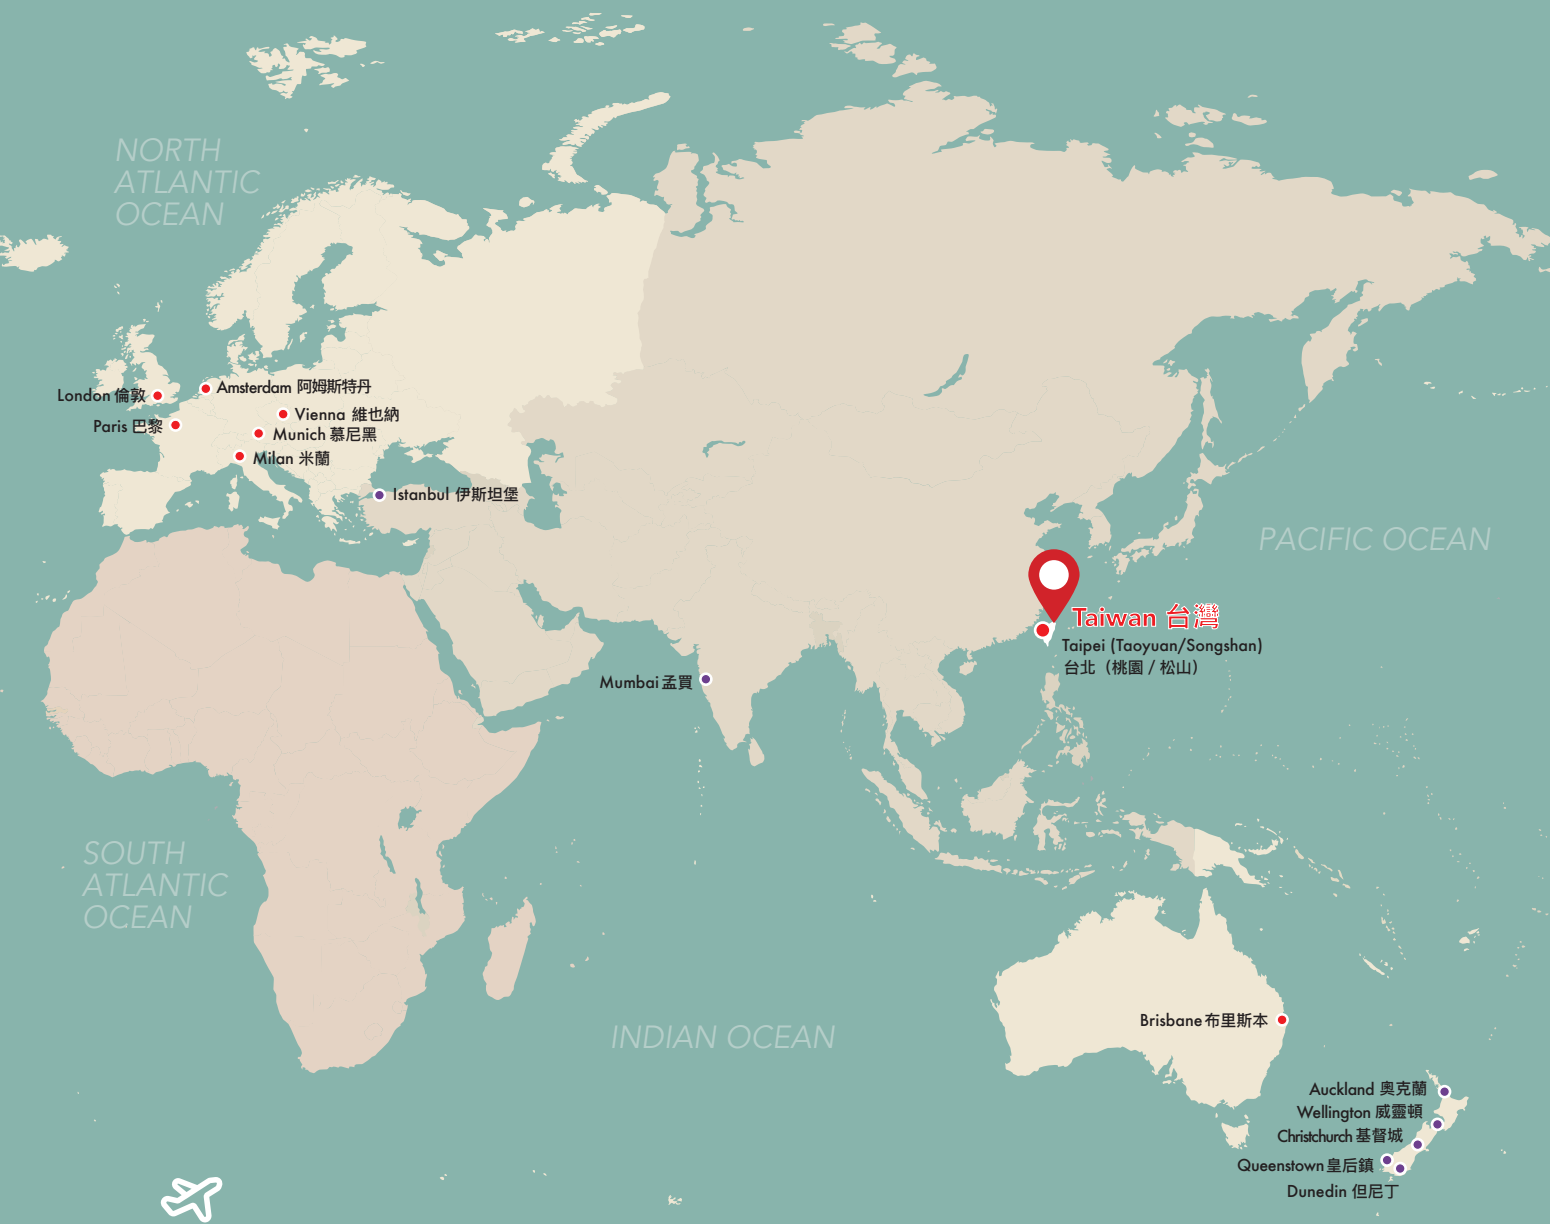 NORTH
ATLANTIC
OCEAN
London 倫敦
Amsterdam 阿姆斯特丹
Paris 巴黎
Vienna 維也納
Munich 慕尼黑
Milan 米蘭
Istanbul 伊斯坦堡
PACIFIC OCEAN
Taiwan 台灣
Taipei (Taoyuan/Songshan)
台北（桃園 / 松山）
Mumbai 孟買
SOUTH
ATLANTIC
OCEAN
INDIAN OCEAN
Brisbane 布里斯本
Auckland 奧克蘭
Wellington 威靈頓
Christchurch 基督城
Queenstown 皇后鎮
Dunedin 但尼丁